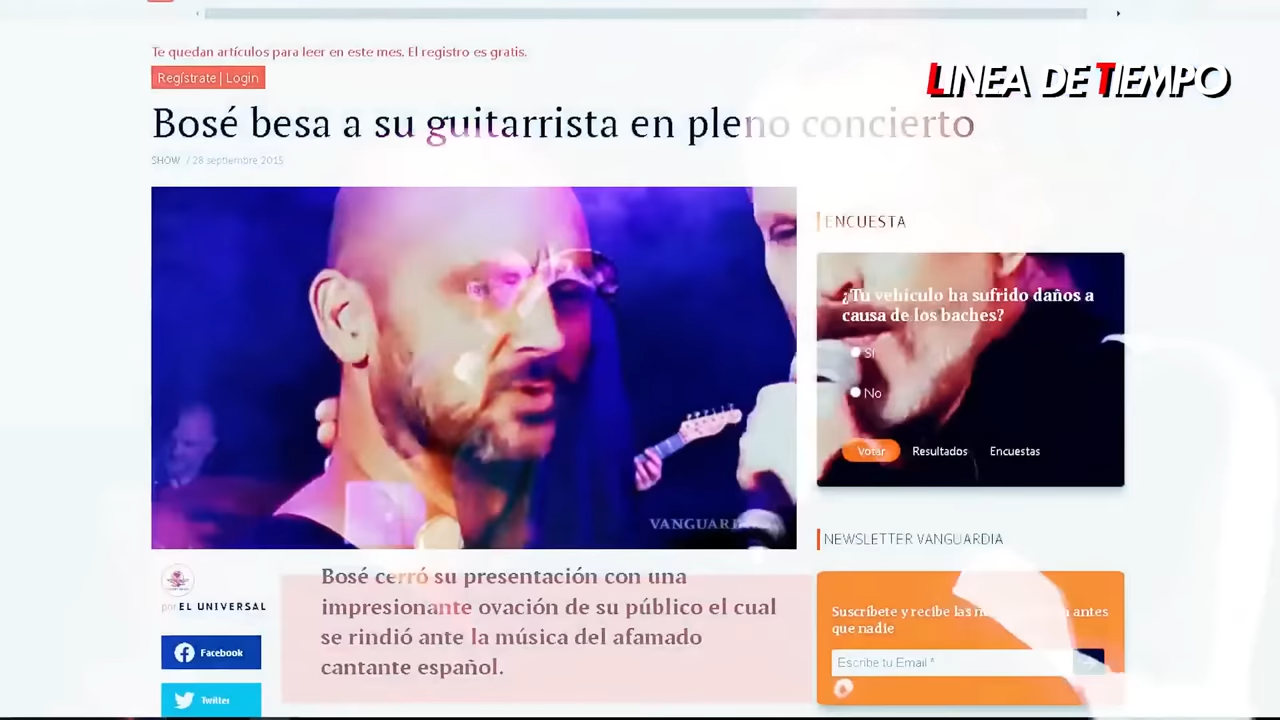 LINEA DE TIEMPO
Te quedan artículos para leer en este mes. El registro es gratis.
Regístrate | Login
Bosé besa a su guitarrista en pleno concierto
SHOW / 28 septiembre 2015
ENCUESTA
¿Tu vehículo ha sufrido daños a
causa de los baches?
Si
No
Votar Resultados Encuestas
NEWSLETTER VANGUARDIA
Suscríbete y recibe las antes
que nadie
Escribe tu Email *
por EL UNIVERSAL
Facebook
Twitter
Bosé cerró su presentación con una
impresionante ovación de su público el cual
se rindió ante la música del afamado
cantante español.